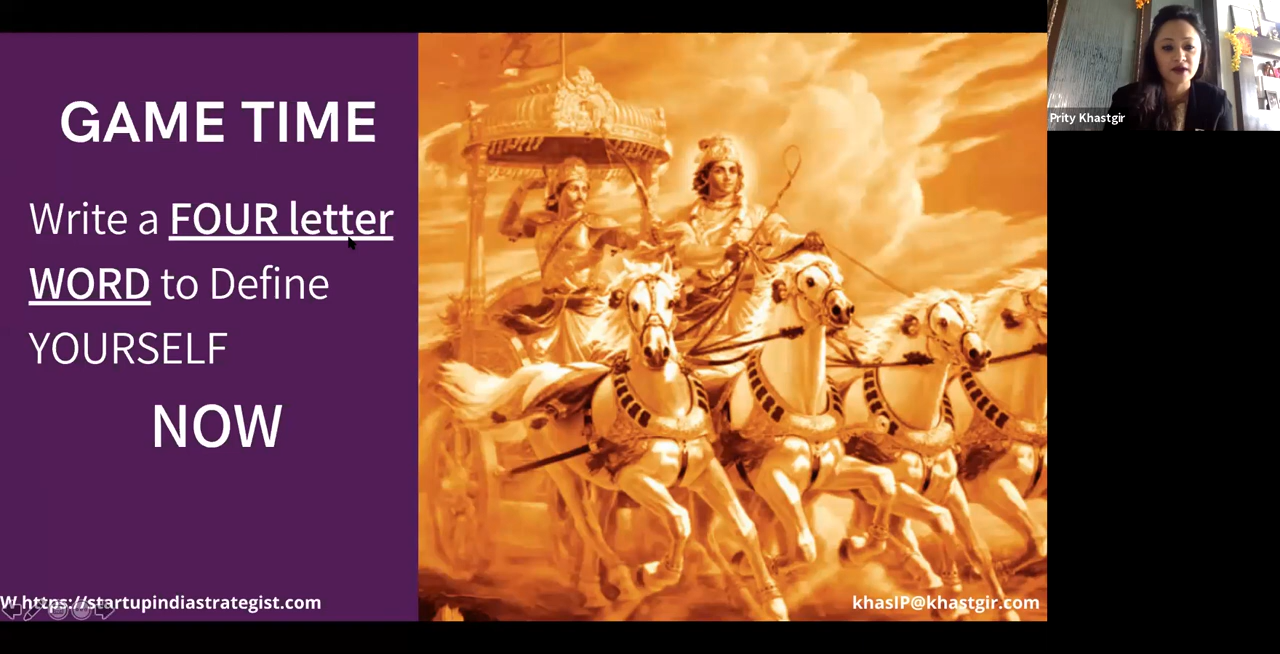 GAME TIME
Write a FOUR letter
WORD to Define
YOURSELF
NOW
W https://startupindiastrategist.com
khasIP@khastgir.com
Prity Khastgir